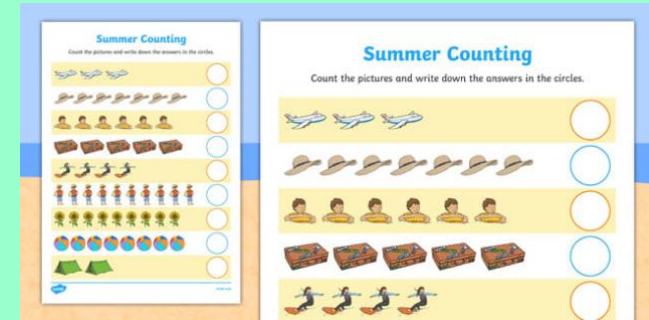 Summer Counting
Count the pictures and write down the answers in the circles.
Summer Counting
Count the pictures and write down the answers in the circles.